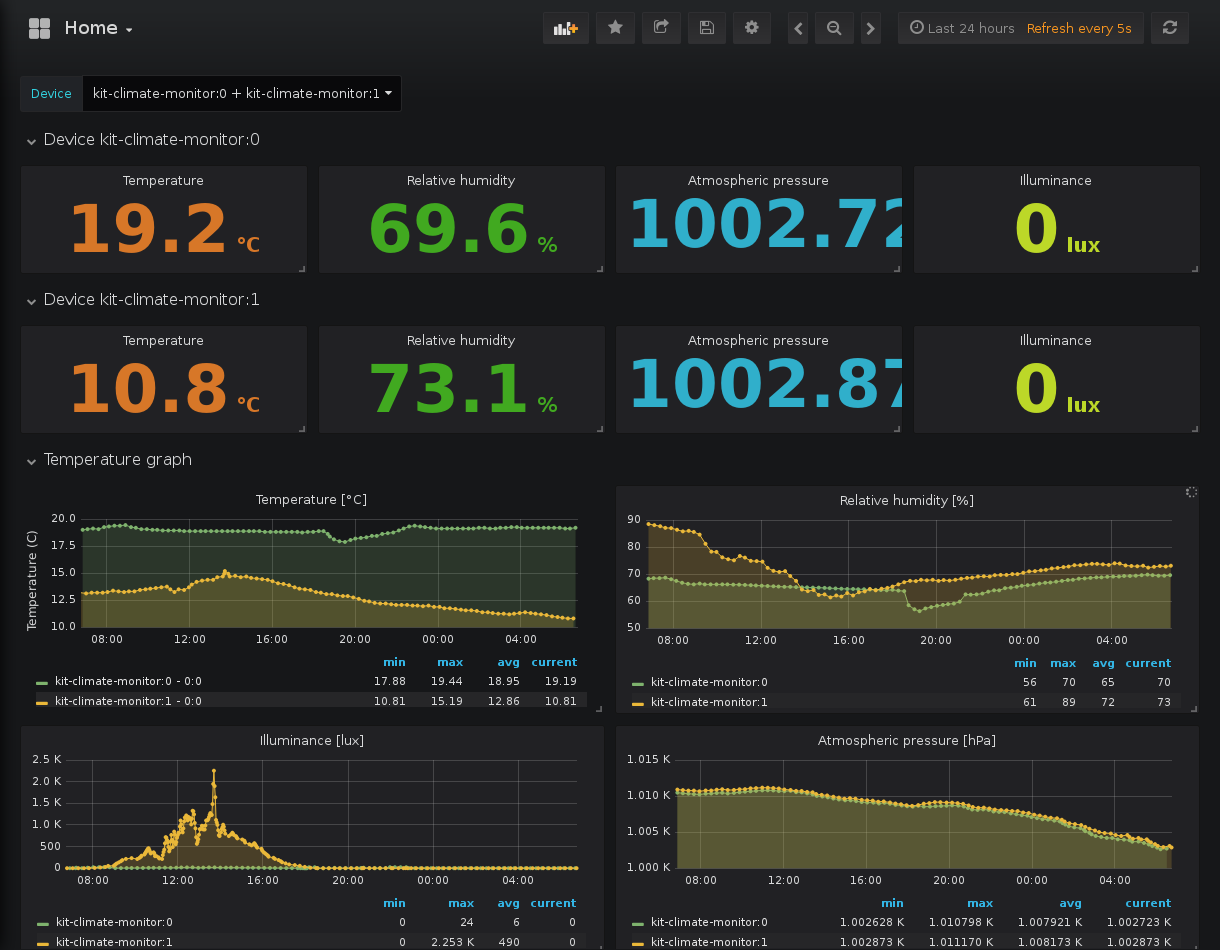 Home
Last 24 hours Refresh every 5s
Device kit-climate-monitor:0 + kit-climate-monitor:1
Device kit-climate-monitor:0
Temperature Relative humidity Atmospheric pressure Illuminance
19.2 °C 69.6 % 1002.72 0 lux
Device kit-climate-monitor:1
Temperature Relative humidity Atmospheric pressure Illuminance
10.8 °C 73.1 % 1002.87 0 lux
Temperature graph
Temperature [°C]
Temperature (C)
20.0
17.5
15.0
12.5
10.0
08:00 12:00 16:00 20:00 00:00 04:00
min max avg current
kit-climate-monitor:0 - 0:0 17.88 19.44 18.95 19.19
kit-climate-monitor:1 - 0:0 10.81 15.19 12.86 10.81
Relative humidity [%]
90
80
70
60
50
08:00 12:00 16:00 20:00 00:00 04:00
min max avg current
kit-climate-monitor:0 56 70 65 70
kit-climate-monitor:1 61 89 72 73
Illuminance [lux]
2.5 K
2.0 K
1.5 K
1.0 K
500
0
08:00 12:00 16:00 20:00 00:00 04:00
min max avg current
kit-climate-monitor:0 0 24 6 0
kit-climate-monitor:1 0 2.253 K 490 0
Atmospheric pressure [hPa]
1.015 K
1.010 K
1.005 K
1.000 K
08:00 12:00 16:00 20:00 00:00 04:00
min max avg current
kit-climate-monitor:0 1.002628 K 1.010798 K 1.007921 K 1.002723 K
kit-climate-monitor:1 1.002873 K 1.011170 K 1.008173 K 1.002873 K